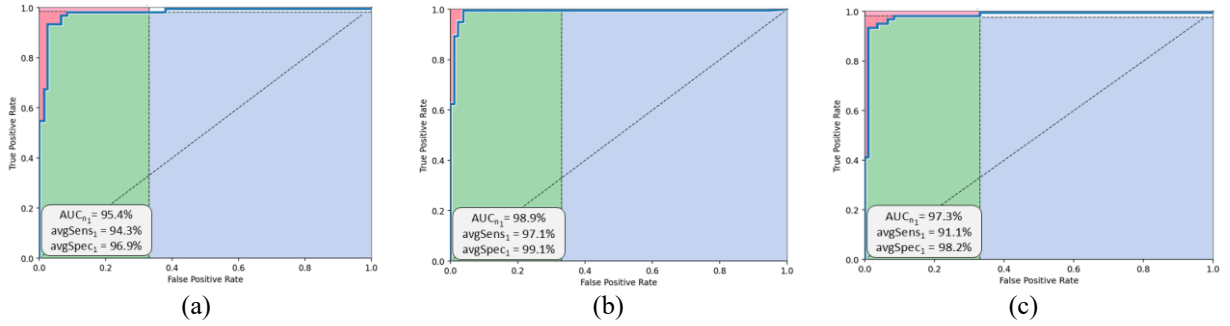 1.0
0.8
0.6
0.4
0.2
0.0
True Positive Rate
AUCn1= 95.4%
avgSens1 = 94.3%
avgSpec1 = 96.9%
0.0 0.2 0.4 0.6 0.8 1.0
False Positive Rate
(a)
1.0
0.8
0.6
0.4
0.2
0.0
True Positive Rate
AUCn1= 98.9%
avgSens1 = 97.1%
avgSpec1 = 99.1%
0.0 0.2 0.4 0.6 0.8 1.0
False Positive Rate
(b)
1.0
0.8
0.6
0.4
0.2
0.0
True Positive Rate
AUCn1= 97.3%
avgSens1 = 91.1%
avgSpec1 = 98.2%
0.0 0.2 0.4 0.6 0.8 1.0
False Positive Rate
(c)